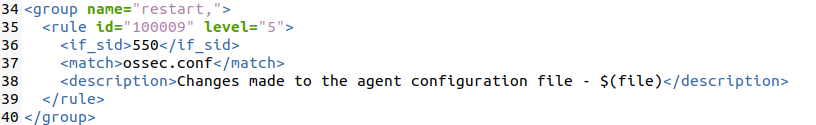 34 <group name="restart,">
35   <rule id="100009" level="5">
36     <if_sid>550</if_sid>
37     <match>ossec.conf</match>
38     <description>Changes made to the agent configuration file - $(file)</description>
39   </rule>
40 </group>